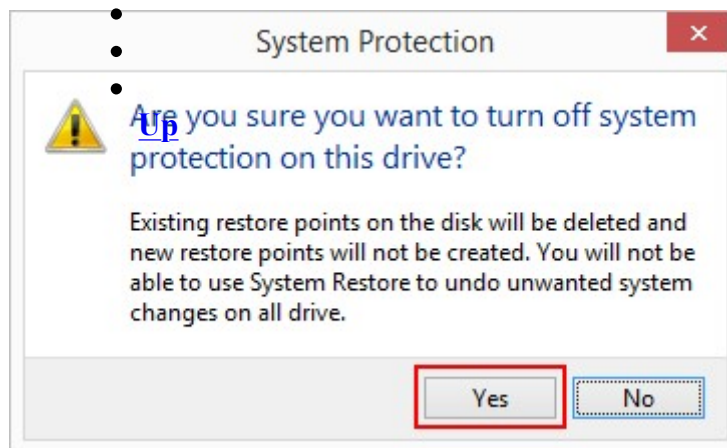 System Protection
Up
Are you sure you want to turn off system
protection on this drive?
Existing restore points on the disk will be deleted and
new restore points will not be created. You will not be
able to use System Restore to undo unwanted system
changes on all drive.
Yes No